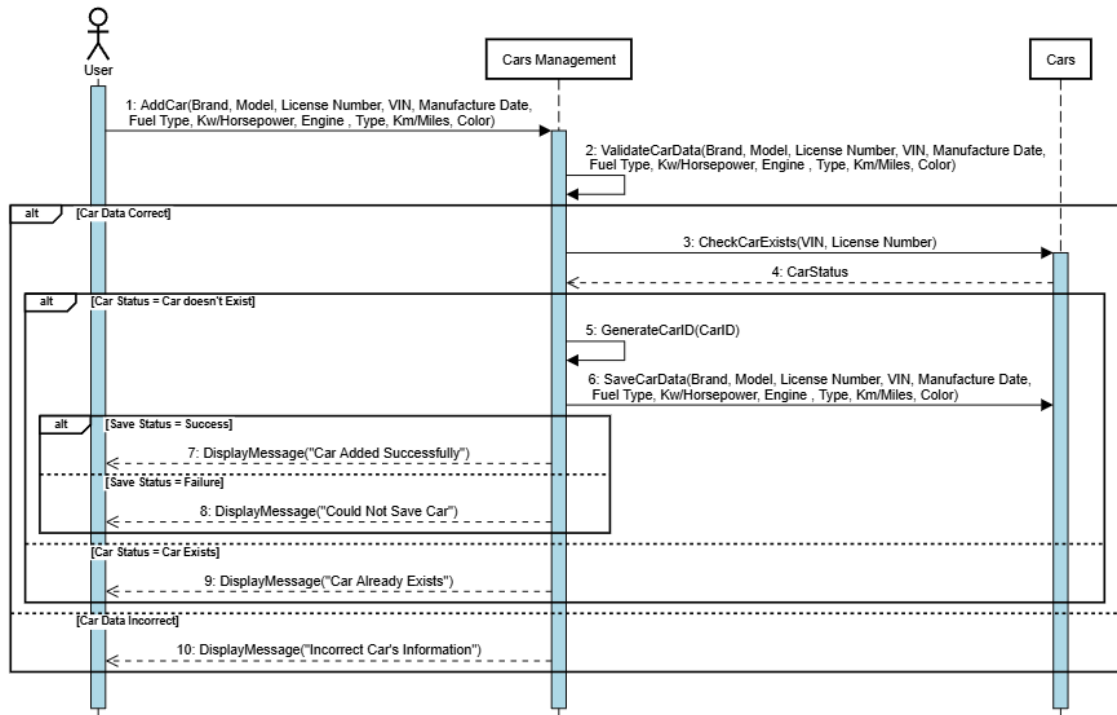 User
Cars Management
Cars
1: AddCar(Brand, Model, License Number, VIN, Manufacture Date,
Fuel Type, Kw/Horsepower, Engine , Type, Km/Miles, Color)
2: ValidateCarData(Brand, Model, License Number, VIN, Manufacture Date,
Fuel Type, Kw/Horsepower, Engine , Type, Km/Miles, Color)
alt [Car Data Correct]
3: CheckCarExists(VIN, License Number)
4: CarStatus
alt [Car Status = Car doesn't Exist]
5: GenerateCarID(CarID)
6: SaveCarData(Brand, Model, License Number, VIN, Manufacture Date,
Fuel Type, Kw/Horsepower, Engine , Type, Km/Miles, Color)
alt [Save Status = Success]
7: DisplayMessage("Car Added Successfully")
[Save Status = Failure]
8: DisplayMessage("Could Not Save Car")
[Car Status = Car Exists]
9: DisplayMessage("Car Already Exists")
[Car Data Incorrect]
10: DisplayMessage("Incorrect Car's Information")